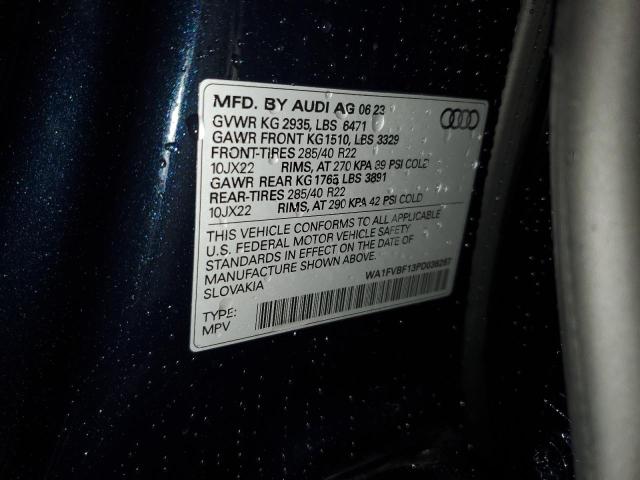 MFD. BY AUDI AG 06 23
GVWR KG 2935, LBS 6471
GAWR FRONT KG1510, LBS 3329
FRONT-TIRES 285/40 R22
10JX22 RIMS, AT 270 KPA 39 PSI COLD
GAWR REAR KG 1765 LBS 3891
REAR-TIRES 285/40 R22
10JX22 RIMS, AT 290 KPA 42 PSI COLD
THIS VEHICLE CONFORMS TO ALL APPLICABLE
U.S. FEDERAL MOTOR VEHICLE SAFETY
STANDARDS IN EFFECT ON DATE OF
MANUFACTURE SHOWN ABOVE.
SLOVAKIA
WA1FVBF13PD038287
TYPE:
MPV